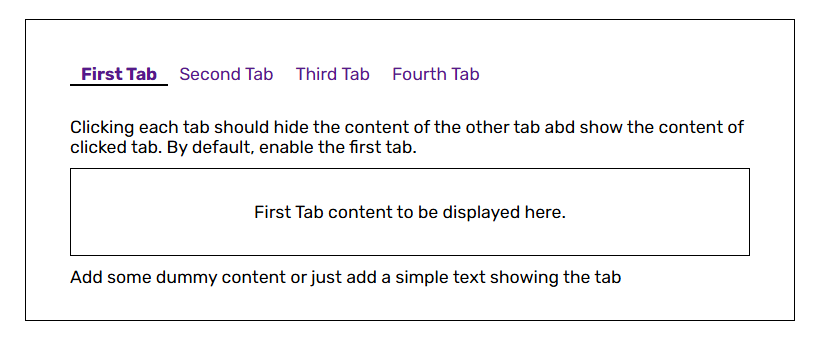 First Tab Second Tab Third Tab Fourth Tab
Clicking each tab should hide the content of the other tab abd show the content of
clicked tab. By default, enable the first tab.
First Tab content to be displayed here.
Add some dummy content or just add a simple text showing the tab